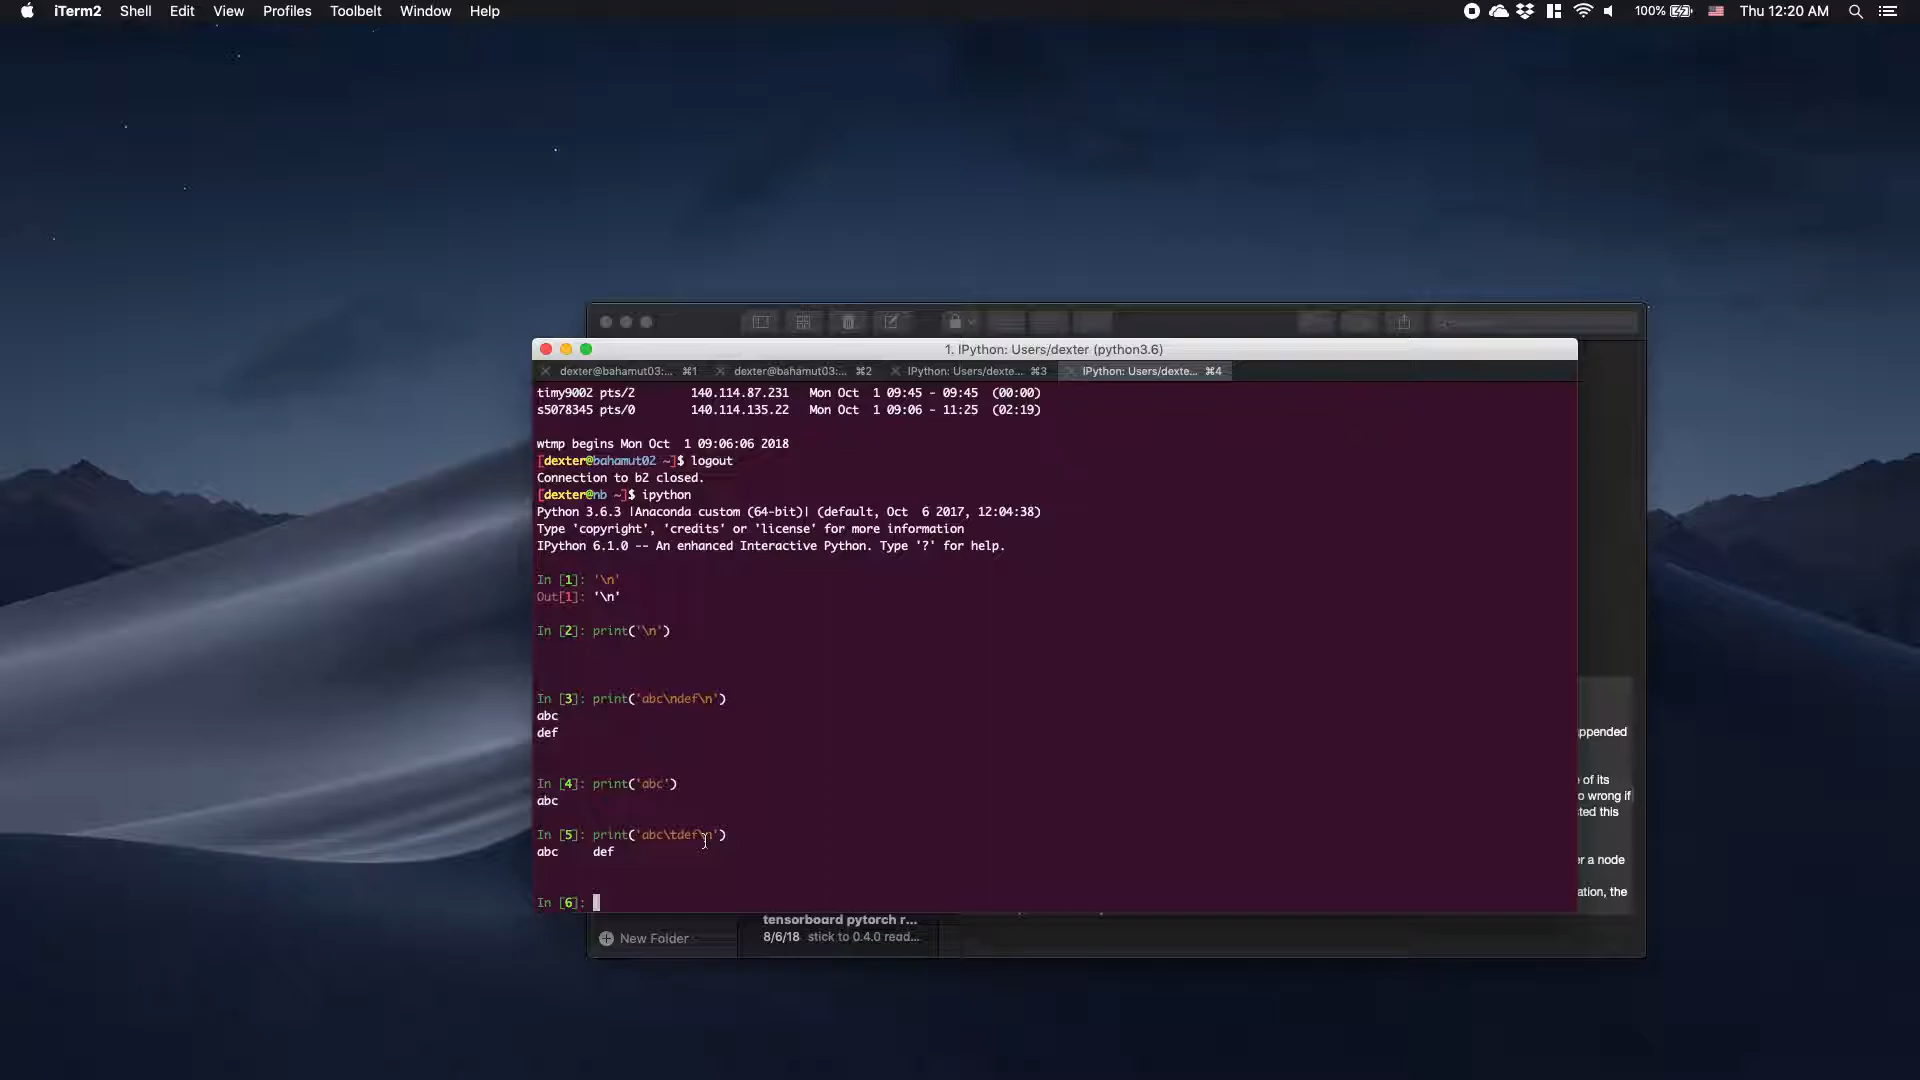 iTerm2 Shell Edit View Profiles Toolbelt Window Help 100% Thu 12:20 AM
1. IPython: Users/dexter (python3.6)
dexter@bahamut03:... ⌘1 dexter@bahamut03:... ⌘2 IPython: Users/dexte... ⌘3 IPython: Users/dexte... ⌘4
timy9002 pts/2 140.114.87.231 Mon Oct 1 09:45 - 09:45 (00:00)
s5078345 pts/0 140.114.135.22 Mon Oct 1 09:06 - 11:25 (02:19)
wtmp begins Mon Oct 1 09:06:06 2018
[dexter@bahamut02 ~]$ logout
Connection to b2 closed.
[dexter@nb ~]$ ipython
Python 3.6.3 |Anaconda custom (64-bit)| (default, Oct 6 2017, 12:04:38)
Type 'copyright', 'credits' or 'license' for more information
IPython 6.1.0 -- An enhanced Interactive Python. Type '?' for help.
In [1]: '\n'
Out[1]: '\n'
In [2]: print('\n')
In [3]: print('abc\ndef\n')
abc
def
In [4]: print('abc')
abc
In [5]: print('abc\tdef\n')
abc def
In [6]:
ppended
of its
o wrong if
ted this
er a node
ation, the
tensorboard pytorch r...
8/6/18 stick to 0.4.0 read...
New Folder